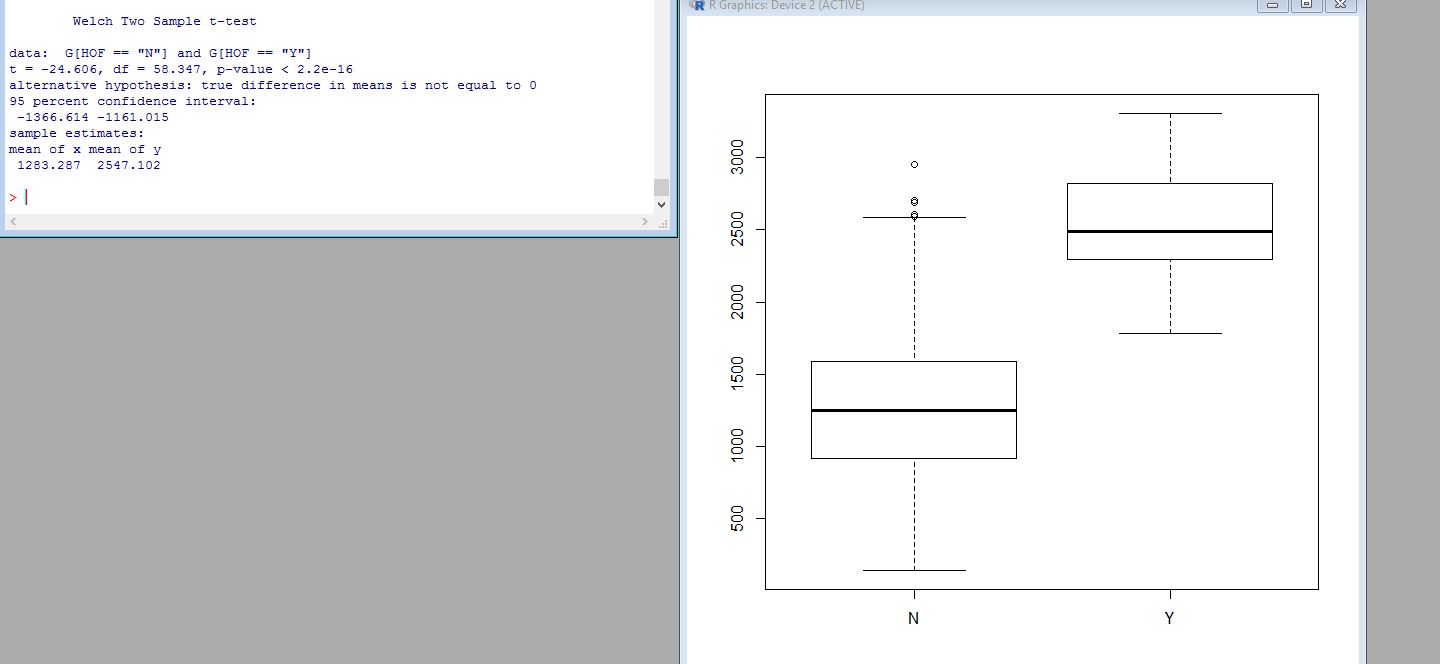 Welch Two Sample t-test
data:  G[HOF == "N"] and G[HOF == "Y"]
t = -24.606, df = 58.347, p-value < 2.2e-16
alternative hypothesis: true difference in means is not equal to 0
95 percent confidence interval:
 -1366.614 -1161.015
sample estimates:
mean of x mean of y
 1283.287  2547.102
>
R Graphics: Device 2 (ACTIVE)
3000
2500
2000
1500
1000
500
N Y